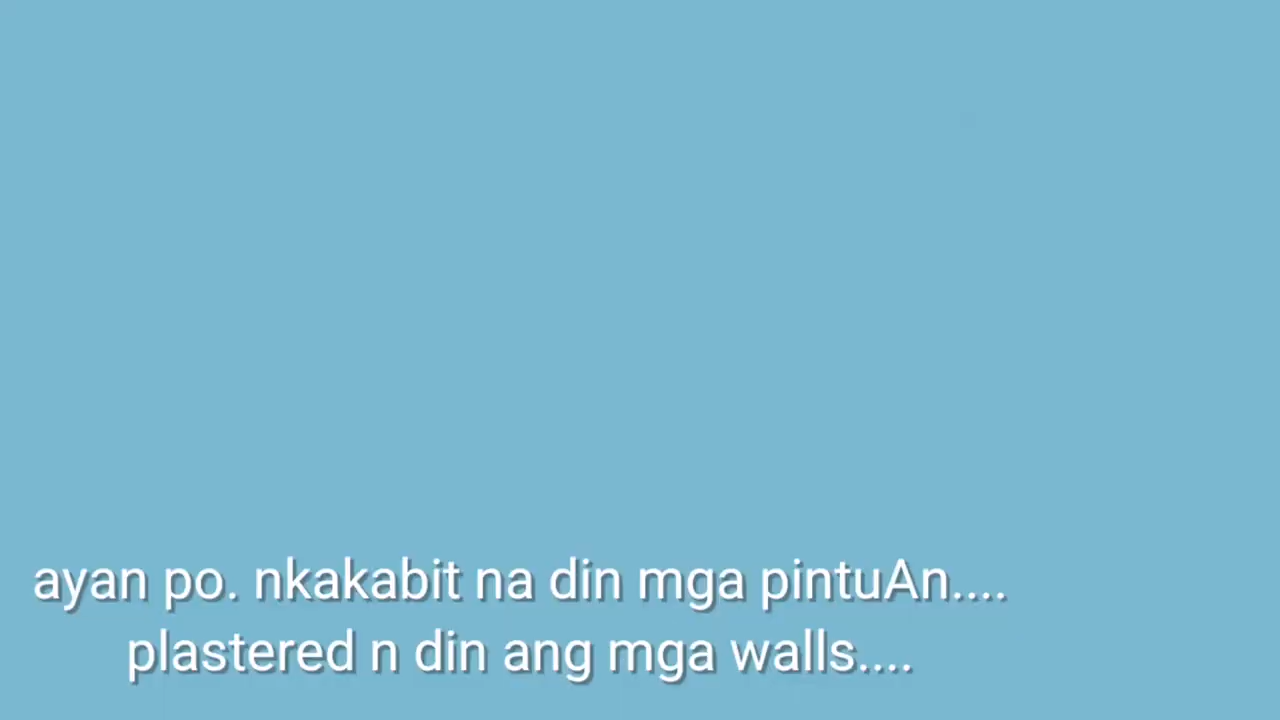 ayan po. nkakabit na din mga pintuAn....
plastered n din ang mga walls....